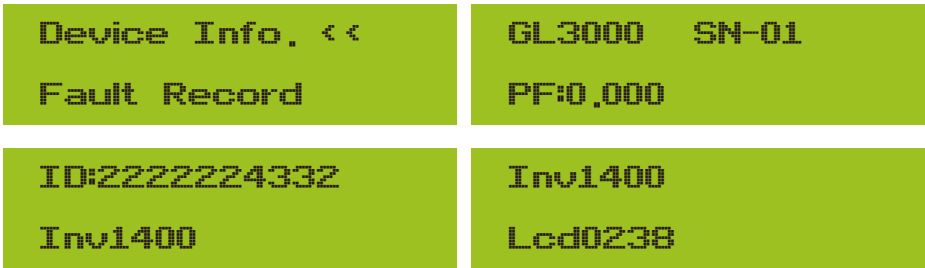 Device Info. <<
Fault Record
GL3000 SN-01
PF:0.000
ID:2222224332
Inv1400
Inv1400
Lcd0238